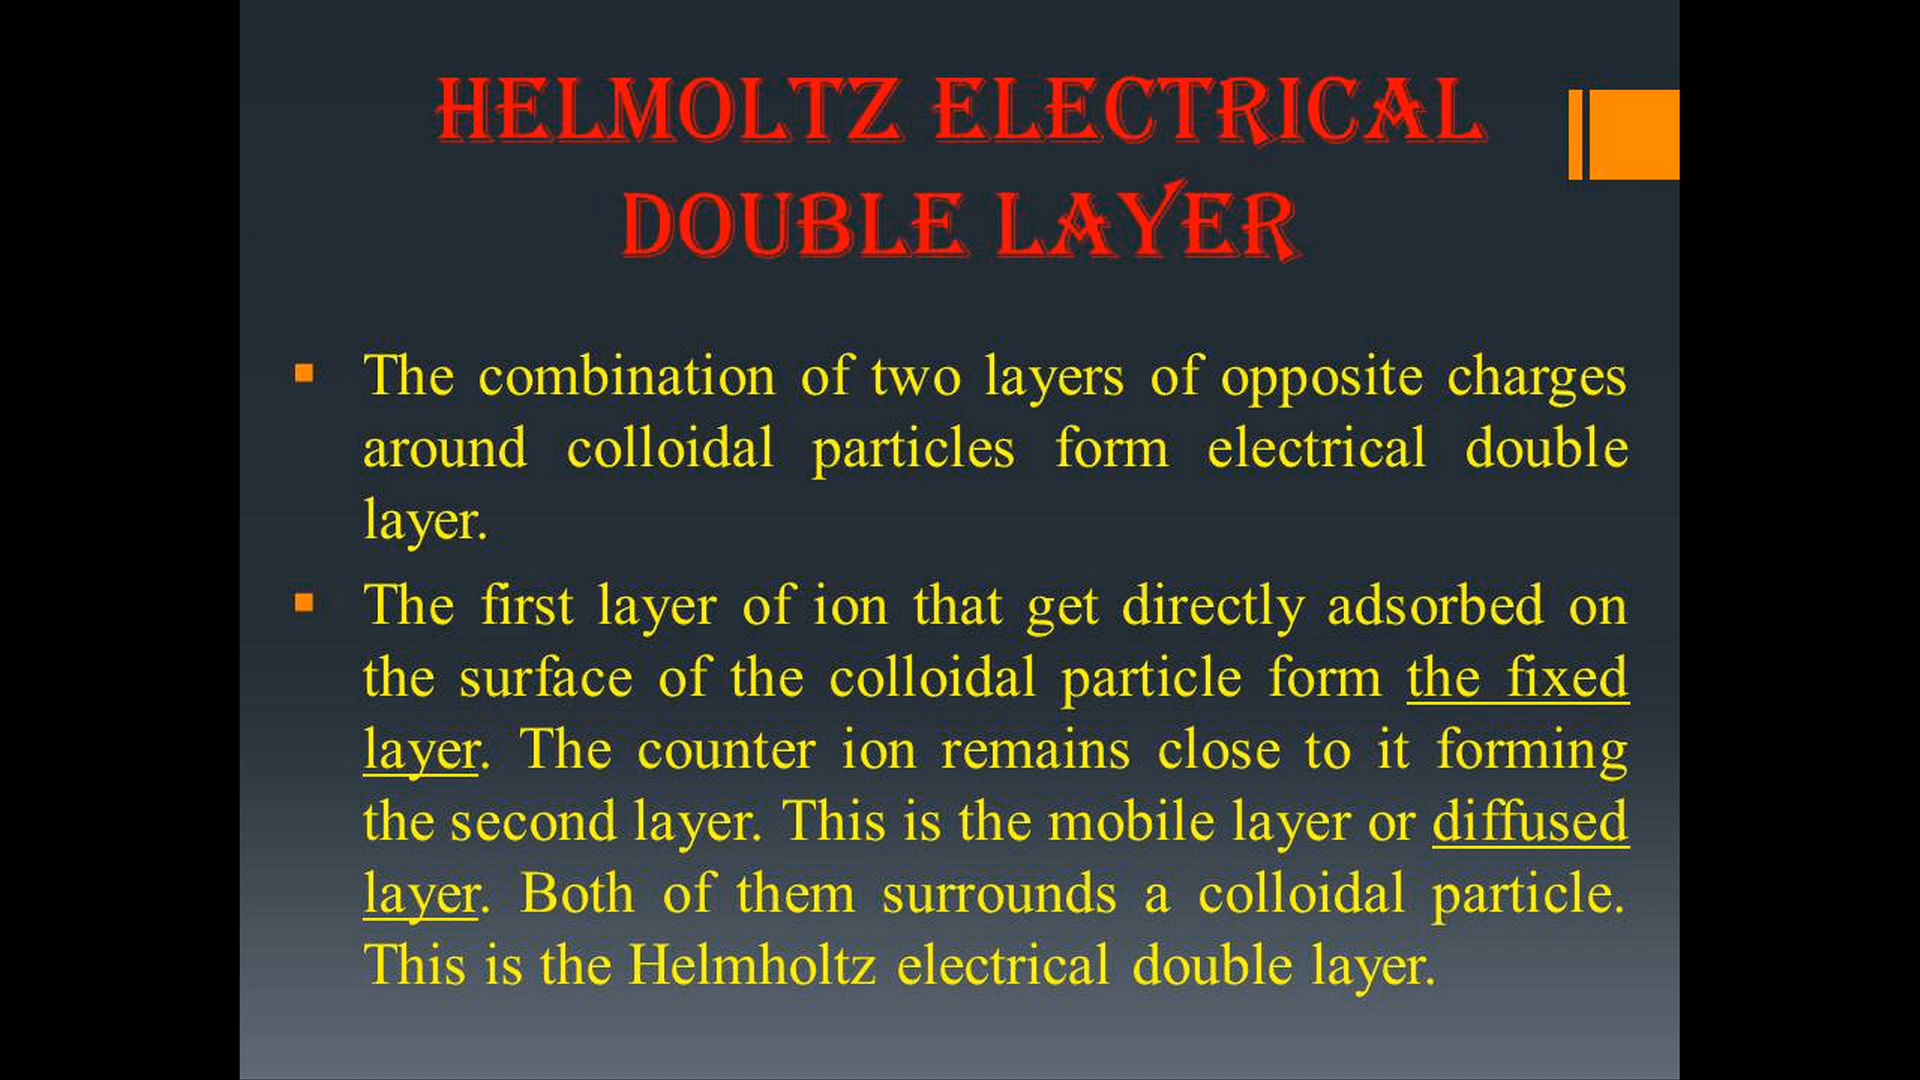 HELMOLTZ ELECTRICAL
DOUBLE LAYER
The combination of two layers of opposite charges
around colloidal particles form electrical double
layer.
The first layer of ion that get directly adsorbed on
the surface of the colloidal particle form the fixed
layer. The counter ion remains close to it forming
the second layer. This is the mobile layer or diffused
layer. Both of them surrounds a colloidal particle.
This is the Helmholtz electrical double layer.